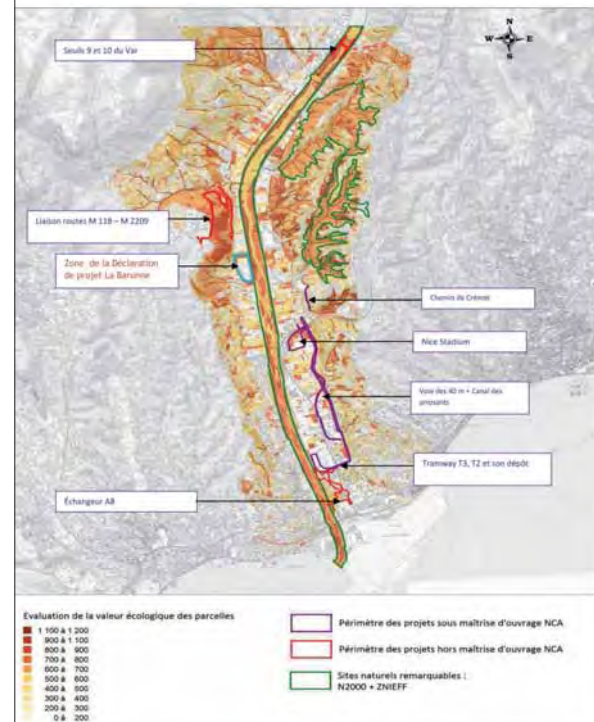 N
W E
S
Seuils 9 et 10 du Var
Liaison routes M 118 – M 2209
Zone de la Déclaration
de projet La Baronne
Chemin de Crémat
Nice Stadium
Voie des 40 m + Canal des
arrosants
Tramway T3, T2 et son dépôt
Échangeur A8
Evaluation de la valeur écologique des parcelles
1 100 à 1 200
900 à 1 100
800 à 900
700 à 800
600 à 700
500 à 600
400 à 500
300 à 400
200 à 300
0 à 200
Périmètre des projets sous maîtrise d'ouvrage NCA
Périmètre des projets hors maîtrise d'ouvrage NCA
Sites naturels remarquables :
N2000 + ZNIEFF